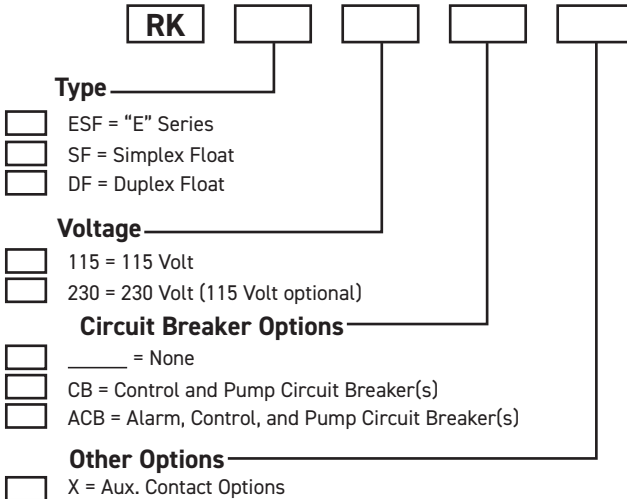 RK
Type
ESF = “E” Series
SF = Simplex Float
DF = Duplex Float
Voltage
115 = 115 Volt
230 = 230 Volt (115 Volt optional)
Circuit Breaker Options
______ = None
CB = Control and Pump Circuit Breaker(s)
ACB = Alarm, Control, and Pump Circuit Breaker(s)
Other Options
X = Aux. Contact Options